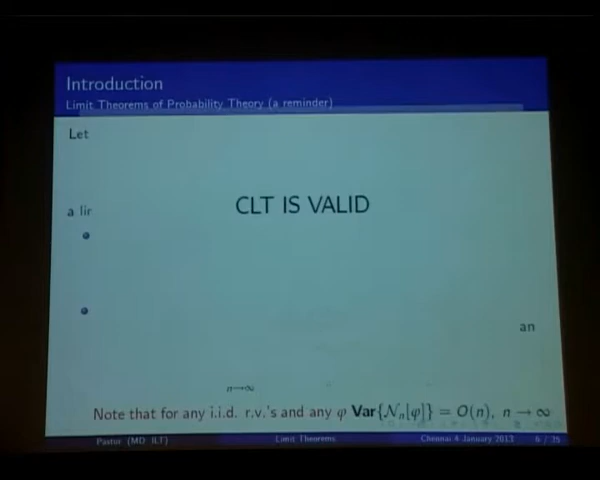 Introduction
Limit Theorems of Probability Theory (a reminder)
Let
CLT IS VALID
a lir
an
n→∞
Note that for any i.i.d. r.v.'s and any φ Var{𝒩ₙ[φ]} = O(n), n → ∞
Pastur (MD ILT) Limit Theorems Chennai 4 January 2013 6 / 35